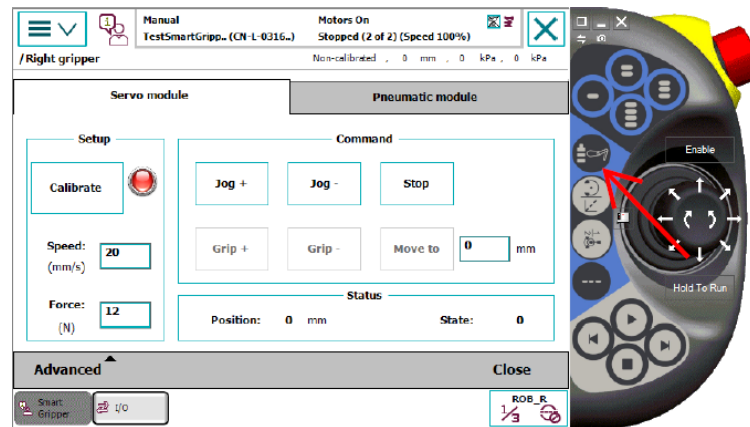 Manual
TestSmartGripp.. (CN-L-0316..)
Motors On
Stopped (2 of 2) (Speed 100%)
/Right gripper
Non-calibrated , 0 mm , 0 kPa , 0 kPa
Servo module
Pneumatic module
Setup
Calibrate
Speed:
(mm/s)
20
Force:
(N)
12
Command
Jog +
Jog -
Stop
Grip +
Grip -
Move to
0
mm
Status
Position: 0 mm
State: 0
Advanced
Close
Smart
Gripper
I/O
ROB_R
1/3
Enable
Hold To Run